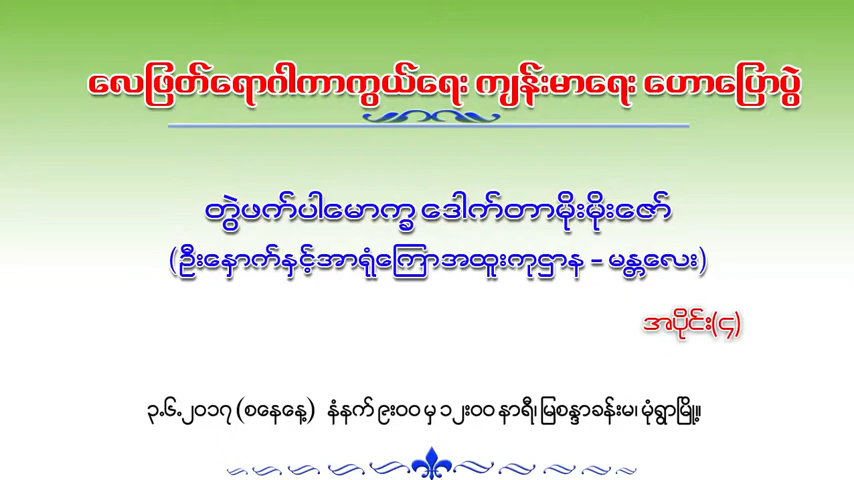 လေဖြတ်ရောဂါကာကွယ်ရေး ကျန်းမာရေး ဟောပြောပွဲ
တွဲဖက်ပါမောက္ခ ဒေါက်တာမိုးမိုးဇော်
(ဦးနှောက်နှင့်အာရုံကြောအထူးကုဌာန – မန္တလေး)
အပိုင်း(၄)
၃.၆.၂၀၁၇ (စနေနေ့) နံနက် ၉း၀၀ မှ ၁၂း၀၀ နာရီ၊ မြစန္ဒာခန်းမ၊ မုံရွာမြို့။